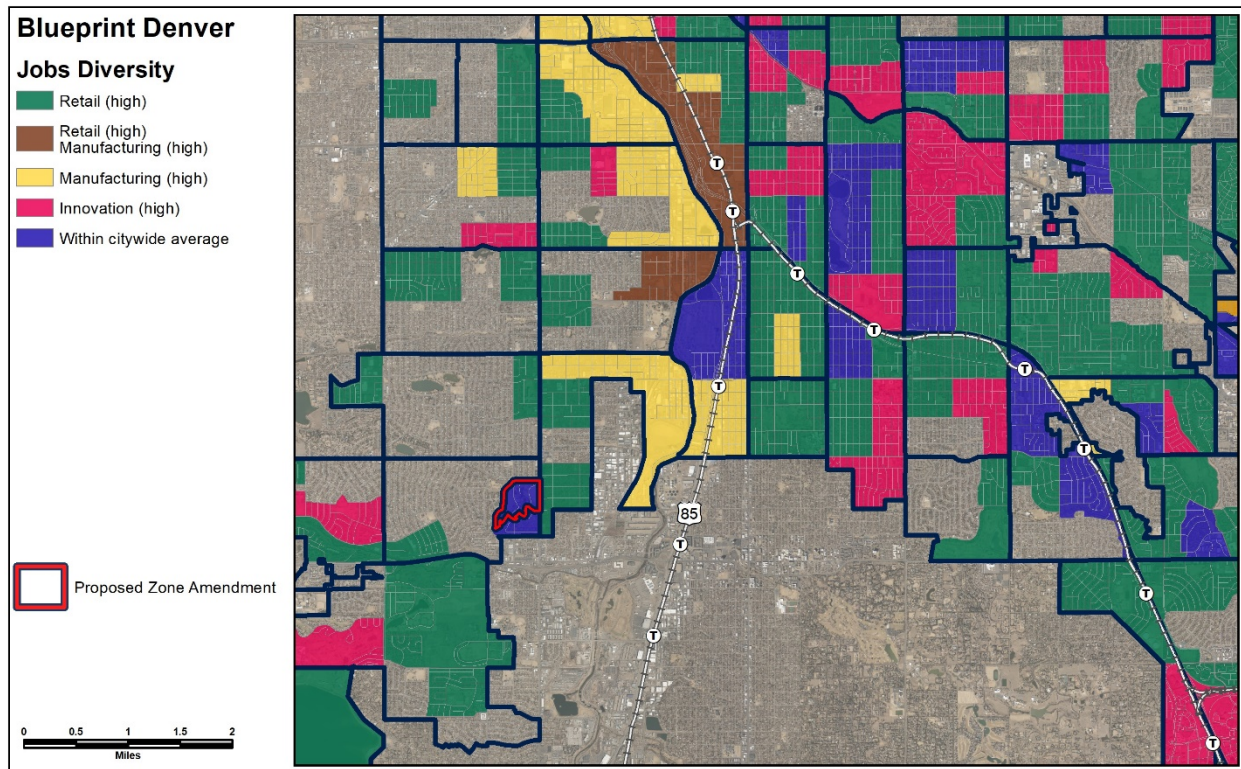 Blueprint Denver
Jobs Diversity
Retail (high)
Retail (high)
Manufacturing (high)
Manufacturing (high)
Innovation (high)
Within citywide average
Proposed Zone Amendment
0 0.5 1 1.5 2
Miles
T
T
T
T
T
T
T
85
T
T
T
T
T